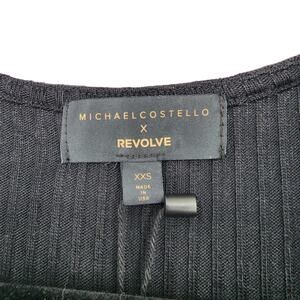 MICHAELCOSTELLO
X
REVOLVE
XXS
MADE
IN
USA